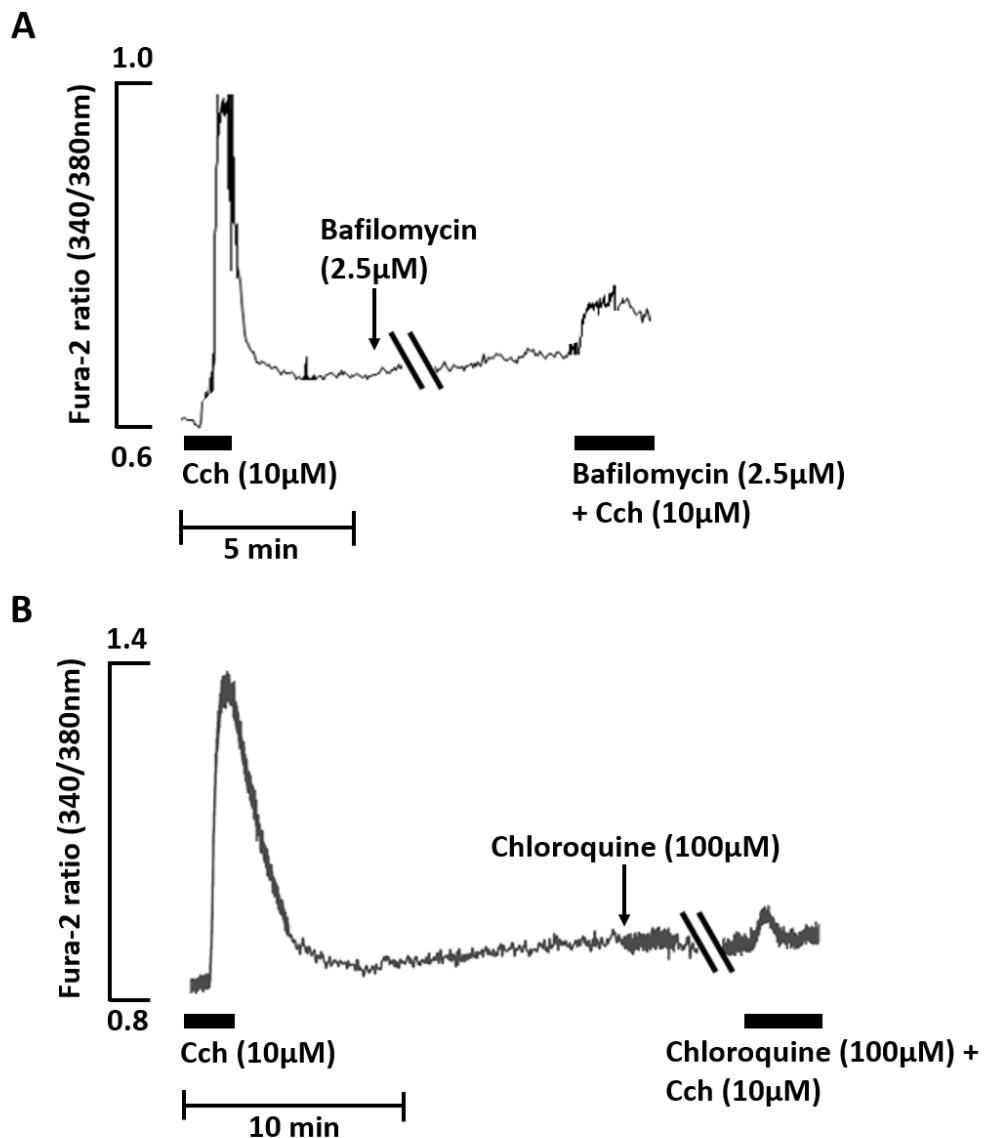 A
1.0
Fura-2 ratio (340/380nm)
Bafilomycin
(2.5µM)
0.6
Cch (10µM)
Bafilomycin (2.5µM)
+ Cch (10µM)
5 min
B
1.4
Fura-2 ratio (340/380nm)
Chloroquine (100µM)
0.8
Cch (10µM)
Chloroquine (100µM) +
Cch (10µM)
10 min